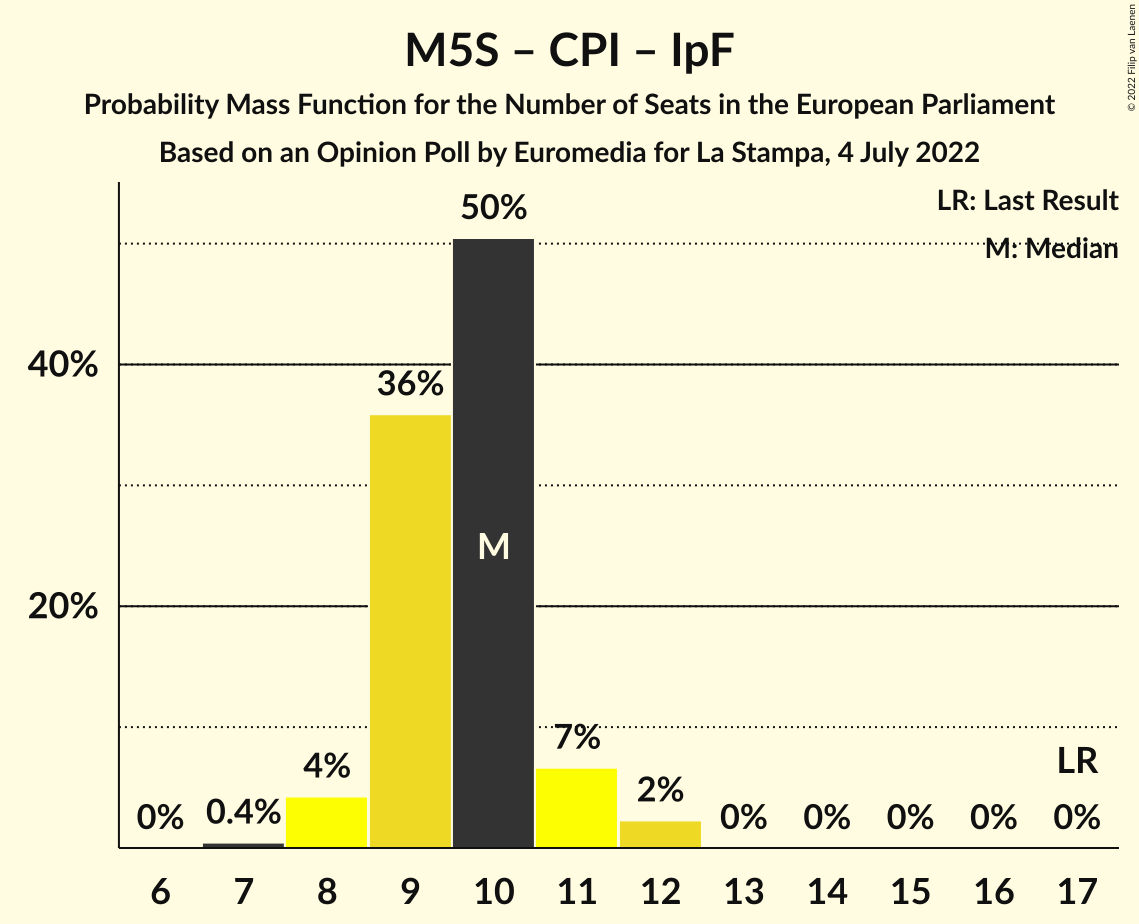 M5S – CPI – IpF
Probability Mass Function for the Number of Seats in the European Parliament
Based on an Opinion Poll by Euromedia for La Stampa, 4 July 2022
© 2022 Filip van Laenen
LR: Last Result
M: Median
50%
40%
36%
M
20%
7%
4%
LR
2%
0%
0.4%
0%
0%
0%
0%
0%
6 7 8 9 10 11 12 13 14 15 16 17